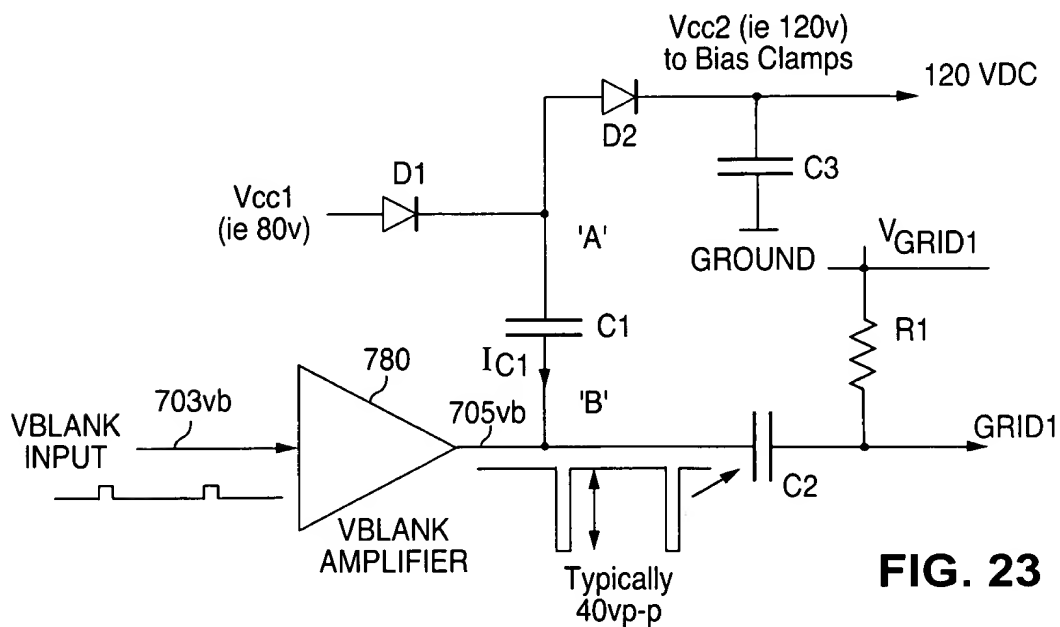 Vcc2 (ie 120v)
to Bias Clamps
120 VDC
D2
C3
D1
Vcc1
(ie 80v)
'A'
GROUND
VGRID1
C1
R1
IC1
780
'B'
703vb
705vb
VBLANK
INPUT
GRID1
C2
VBLANK
AMPLIFIER
Typically
40vp-p
FIG. 23